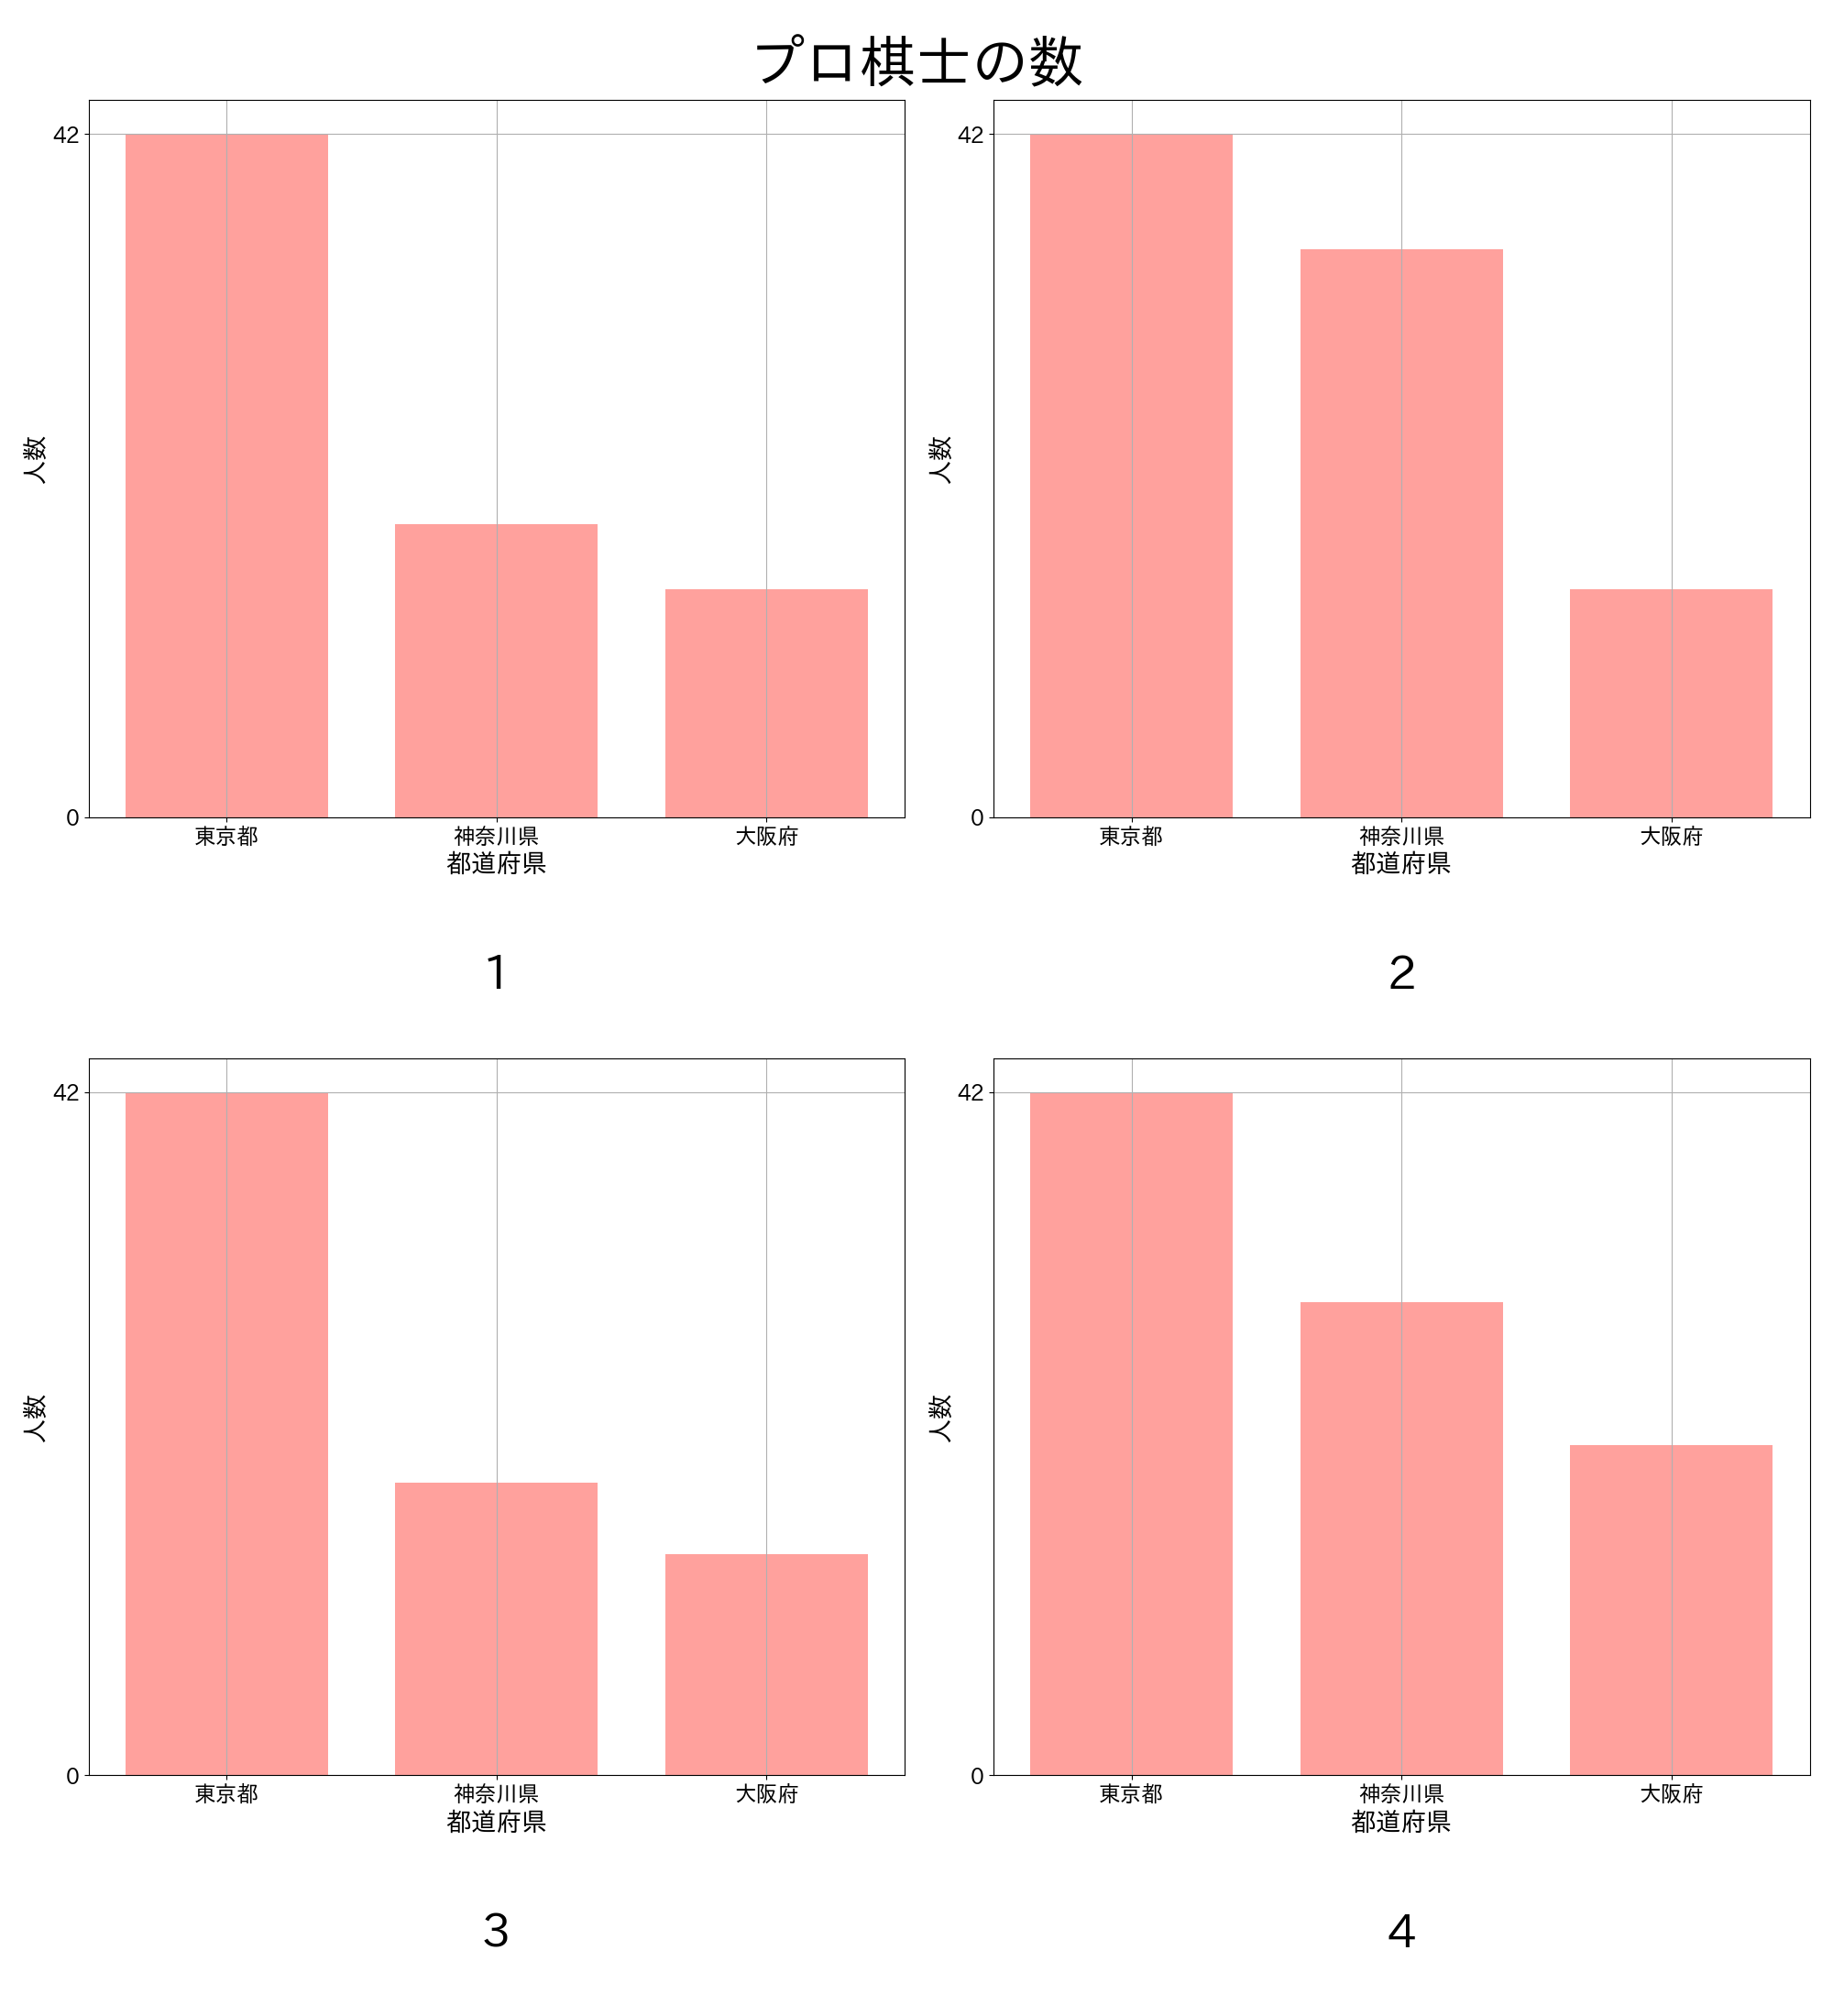 プロ棋士の数
42
人数
0
東京都 神奈川県 大阪府
都道府県
1
42
人数
0
東京都 神奈川県 大阪府
都道府県
2
42
人数
0
東京都 神奈川県 大阪府
都道府県
3
42
人数
0
東京都 神奈川県 大阪府
都道府県
4